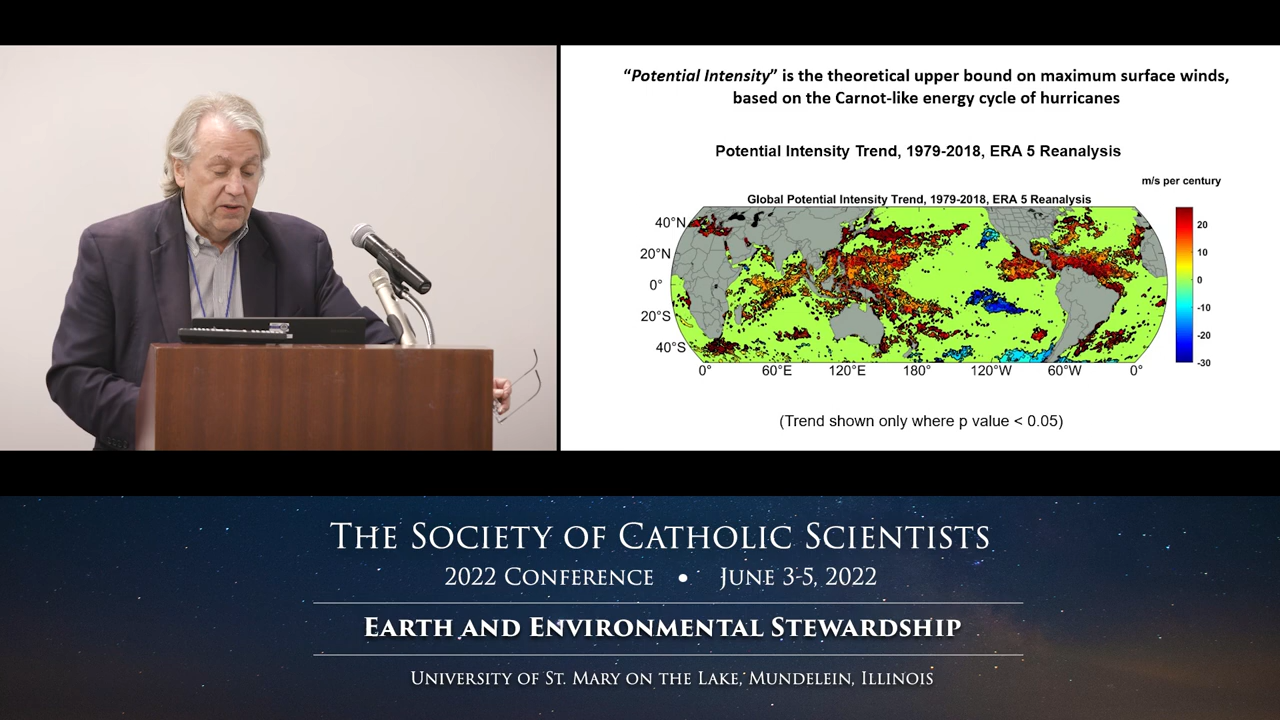 “Potential Intensity” is the theoretical upper bound on maximum surface winds,
based on the Carnot-like energy cycle of hurricanes
Potential Intensity Trend, 1979-2018, ERA 5 Reanalysis
m/s per century
Global Potential Intensity Trend, 1979-2018, ERA 5 Reanalysis
40°N
20°N
0°
20°S
40°S
0°
60°E
120°E
180°
120°W
60°W
0°
20
10
0
-10
-20
-30
(Trend shown only where p value < 0.05)
The Society of Catholic Scientists
2022 Conference • June 3-5, 2022
Earth and Environmental Stewardship
University of St. Mary on the Lake, Mundelein, Illinois